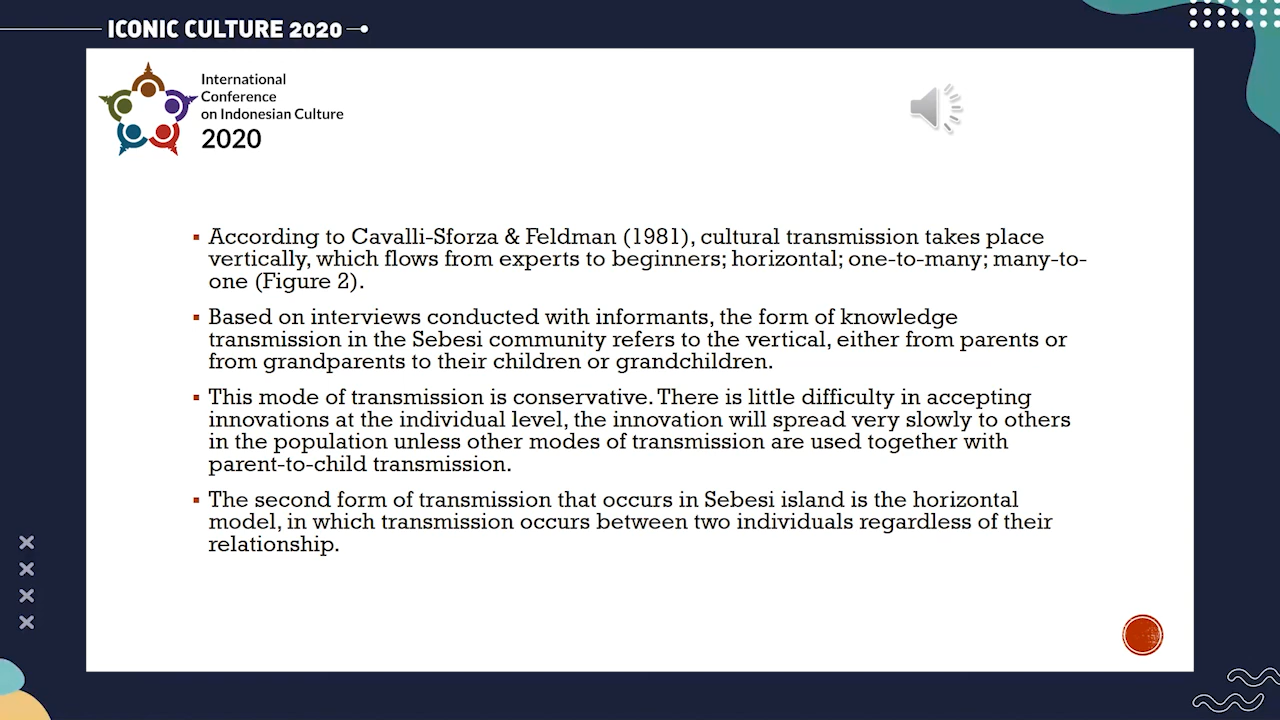 ICONIC CULTURE 2020
International
Conference
on Indonesian Culture
2020
▪ According to Cavalli-Sforza & Feldman (1981), cultural transmission takes place
vertically, which flows from experts to beginners; horizontal; one-to-many; many-to-
one (Figure 2).
▪ Based on interviews conducted with informants, the form of knowledge
transmission in the Sebesi community refers to the vertical, either from parents or
from grandparents to their children or grandchildren.
▪ This mode of transmission is conservative. There is little difficulty in accepting
innovations at the individual level, the innovation will spread very slowly to others
in the population unless other modes of transmission are used together with
parent-to-child transmission.
▪ The second form of transmission that occurs in Sebesi island is the horizontal
model, in which transmission occurs between two individuals regardless of their
relationship.